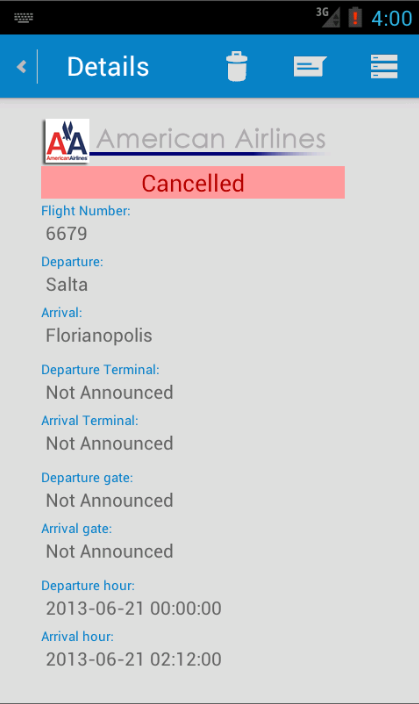 3G 4:00
Details
AA American Airlines
AmericanAirlines
Cancelled
Flight Number:
6679
Departure:
Salta
Arrival:
Florianopolis
Departure Terminal:
Not Announced
Arrival Terminal:
Not Announced
Departure gate:
Not Announced
Arrival gate:
Not Announced
Departure hour:
2013-06-21 00:00:00
Arrival hour:
2013-06-21 02:12:00